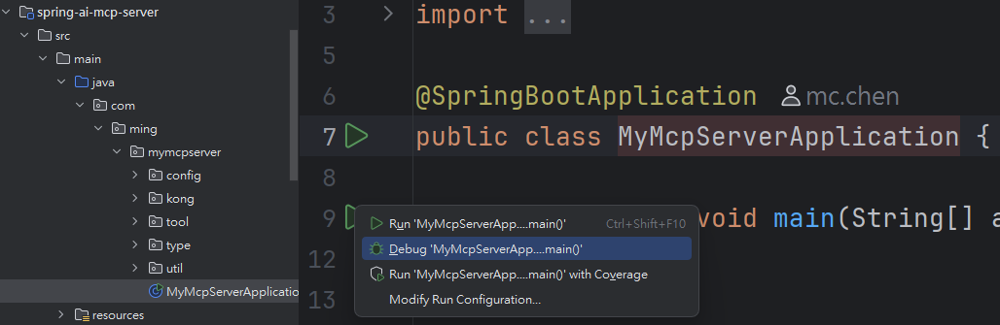 spring-ai-mcp-server
src
main
java
com
ming
mymcpserver
config
kong
tool
type
util
MyMcpServerApplicatio
resources
3 import ...
5
6 @SpringBootApplication mc.chen
7 public class MyMcpServerApplication {
8
9 void main(String[] a
12
13
Run 'MyMcpServerApp....main()' Ctrl+Shift+F10
Debug 'MyMcpServerApp....main()'
Run 'MyMcpServerApp....main()' with Coverage
Modify Run Configuration...